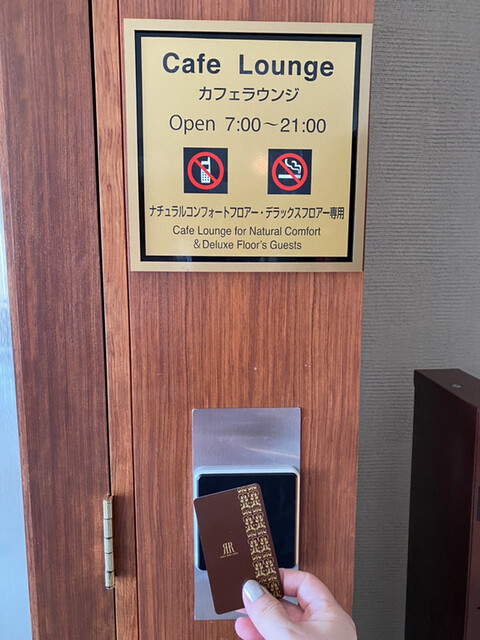 Cafe Lounge
カフェラウンジ
Open 7:00～21:00
ナチュラルコンフォートフロアー・デラックスフロアー専用
Cafe Lounge for Natural Comfort
& Deluxe Floor's Guests